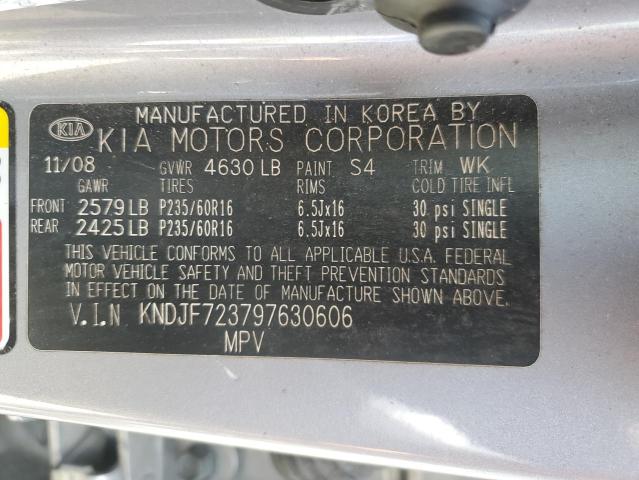 MANUFACTURED IN KOREA BY
KIA KIA MOTORS CORPORATION
11/08 GVWR 4630 LB PAINT S4 TRIM WK
GAWR TIRES RIMS COLD TIRE INFL
FRONT 2579 LB P235/60R16 6.5Jx16 30 psi SINGLE
REAR 2425 LB P235/60R16 6.5Jx16 30 psi SINGLE
THIS VEHICLE CONFORMS TO ALL APPLICABLE U.S.A. FEDERAL
MOTOR VEHICLE SAFETY AND THEFT PREVENTION STANDARDS
IN EFFECT ON THE DATE OF MANUFACTURE SHOWN ABOVE.
V.I.N KNDJF723797630606
MPV